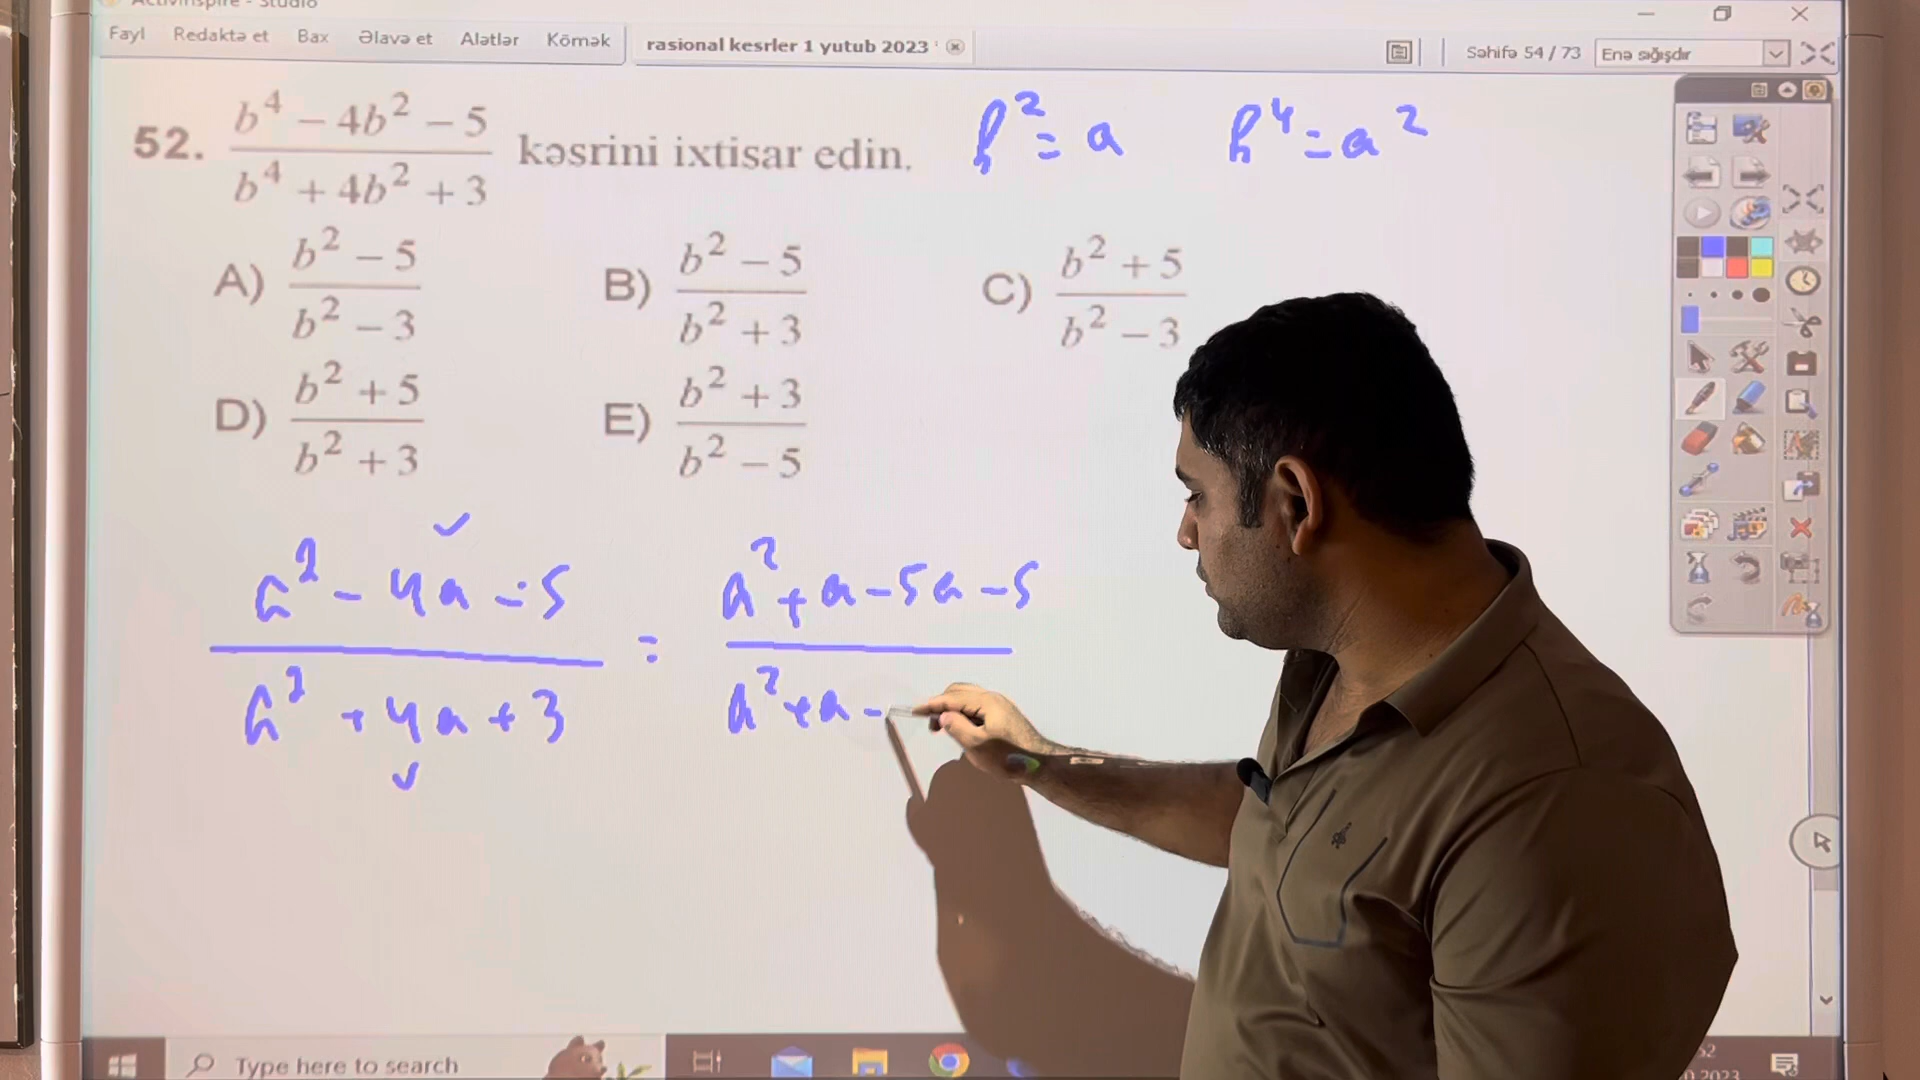 ActivInspire - Studio
Fayl Redaktə et Bax Əlavə et Alətlər Kömək
rasional kesrler 1 yutub 2023
Səhifə 54 / 73
Enə sığışdır
52. (b⁴ − 4b² − 5)/(b⁴ + 4b² + 3) kəsrini ixtisar edin.
b² = a b⁴ = a²
A) (b² − 5)/(b² − 3) B) (b² − 5)/(b² + 3) C) (b² + 5)/(b² − 3)
D) (b² + 5)/(b² + 3) E) (b² + 3)/(b² − 5)
(a² − 4a − 5)/(a² + 4a + 3) = (a² + a − 5a − 5)/(a² + a −
Type here to search